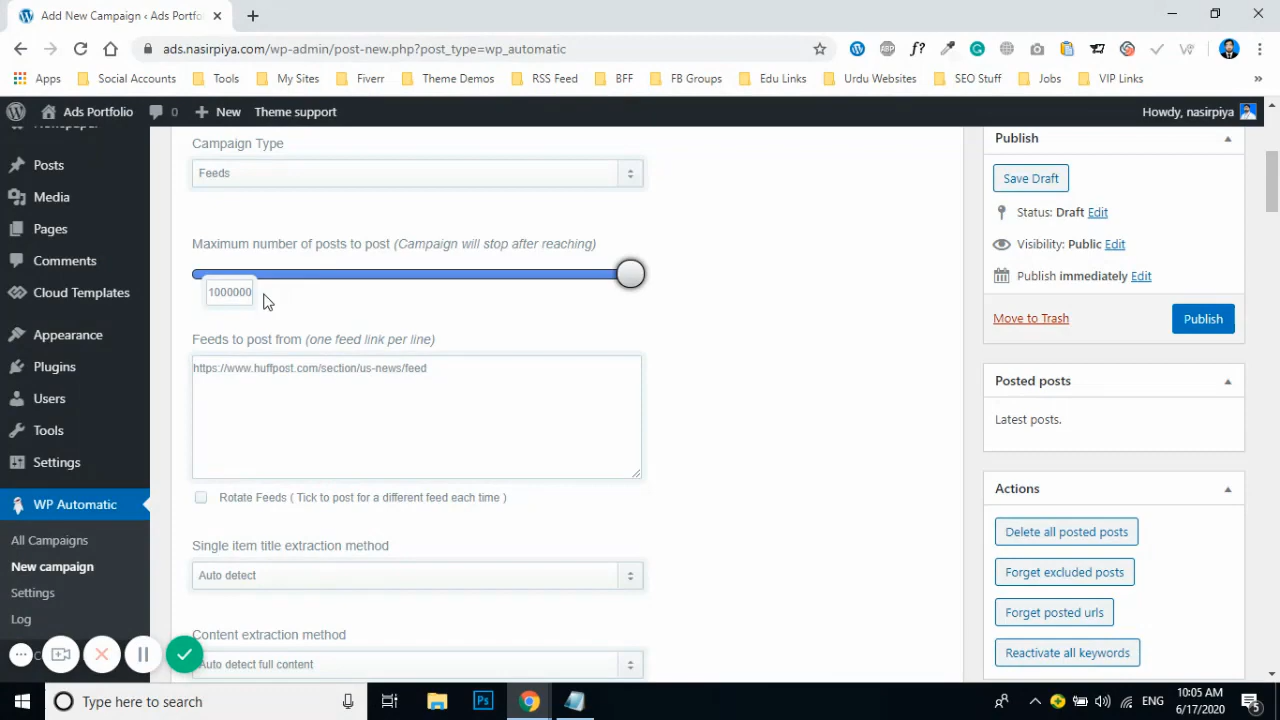 Add New Campaign ‹ Ads Portfo
ads.nasirpiya.com/wp-admin/post-new.php?post_type=wp_automatic
ABP
f?
Apps
Social Accounts
Tools
My Sites
Fiverr
Theme Demos
RSS Feed
BFF
FB Groups
Edu Links
Urdu Websites
SEO Stuff
Jobs
VIP Links
Ads Portfolio
0
New
Theme support
Howdy, nasirpiya
Posts
Media
Pages
Comments
Cloud Templates
Appearance
Plugins
Users
Tools
Settings
WP Automatic
All Campaigns
New campaign
Settings
Log
Campaign Type
Feeds
Maximum number of posts to post (Campaign will stop after reaching)
1000000
Feeds to post from (one feed link per line)
https://www.huffpost.com/section/us-news/feed
Rotate Feeds ( Tick to post for a different feed each time )
Single item title extraction method
Auto detect
Content extraction method
Auto detect full content
Publish
Save Draft
Status: Draft Edit
Visibility: Public Edit
Publish immediately Edit
Move to Trash
Publish
Posted posts
Latest posts.
Actions
Delete all posted posts
Forget excluded posts
Forget posted urls
Reactivate all keywords
Type here to search
Ps
ENG
10:05 AM
6/17/2020
5